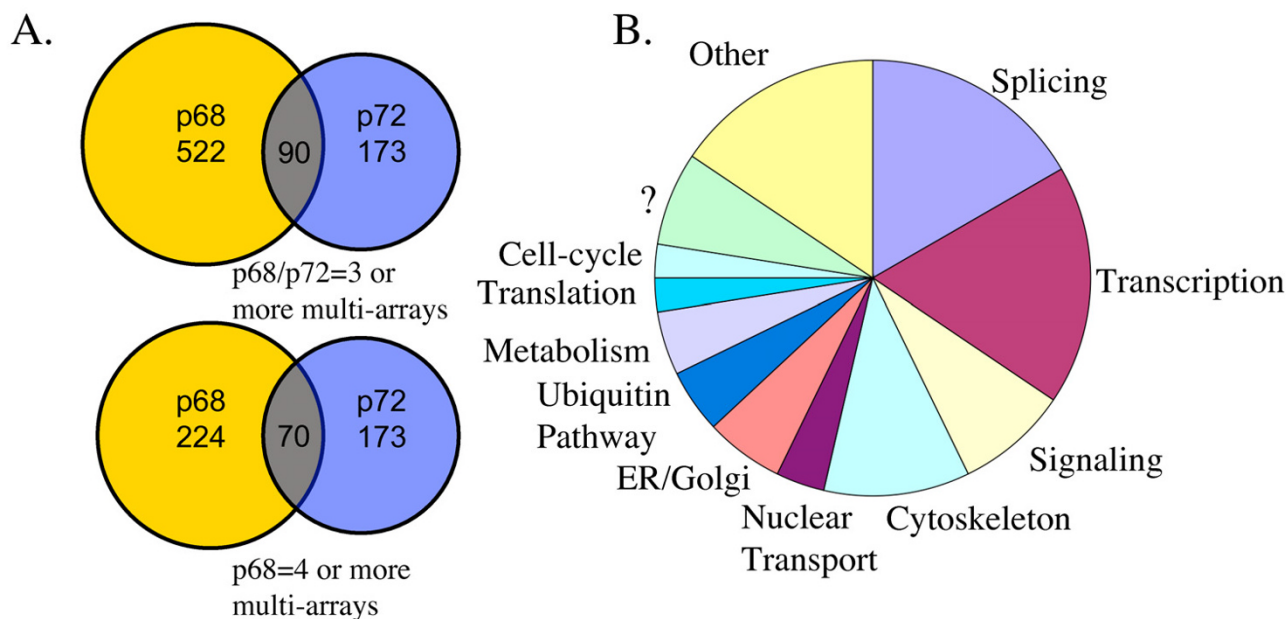 A.
p68
522
90
p72
173
p68/p72=3 or
more multi-arrays
p68
224
70
p72
173
p68=4 or more
multi-arrays
B.
Other
Splicing
?
Cell-cycle
Translation
Transcription
Metabolism
Ubiquitin
Pathway
Signaling
ER/Golgi
Nuclear
Transport
Cytoskeleton